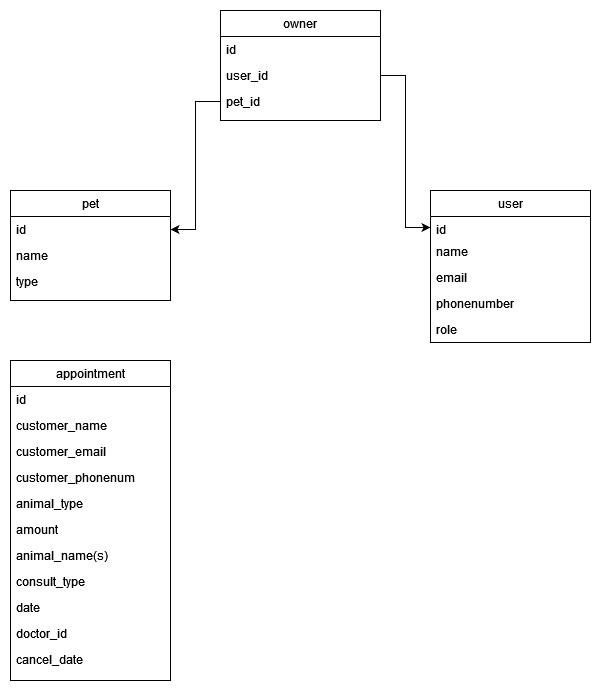 owner
id
user_id
pet_id
pet
id
name
type
user
id
name
email
phonenumber
role
appointment
id
customer_name
customer_email
customer_phonenum
animal_type
amount
animal_name(s)
consult_type
date
doctor_id
cancel_date